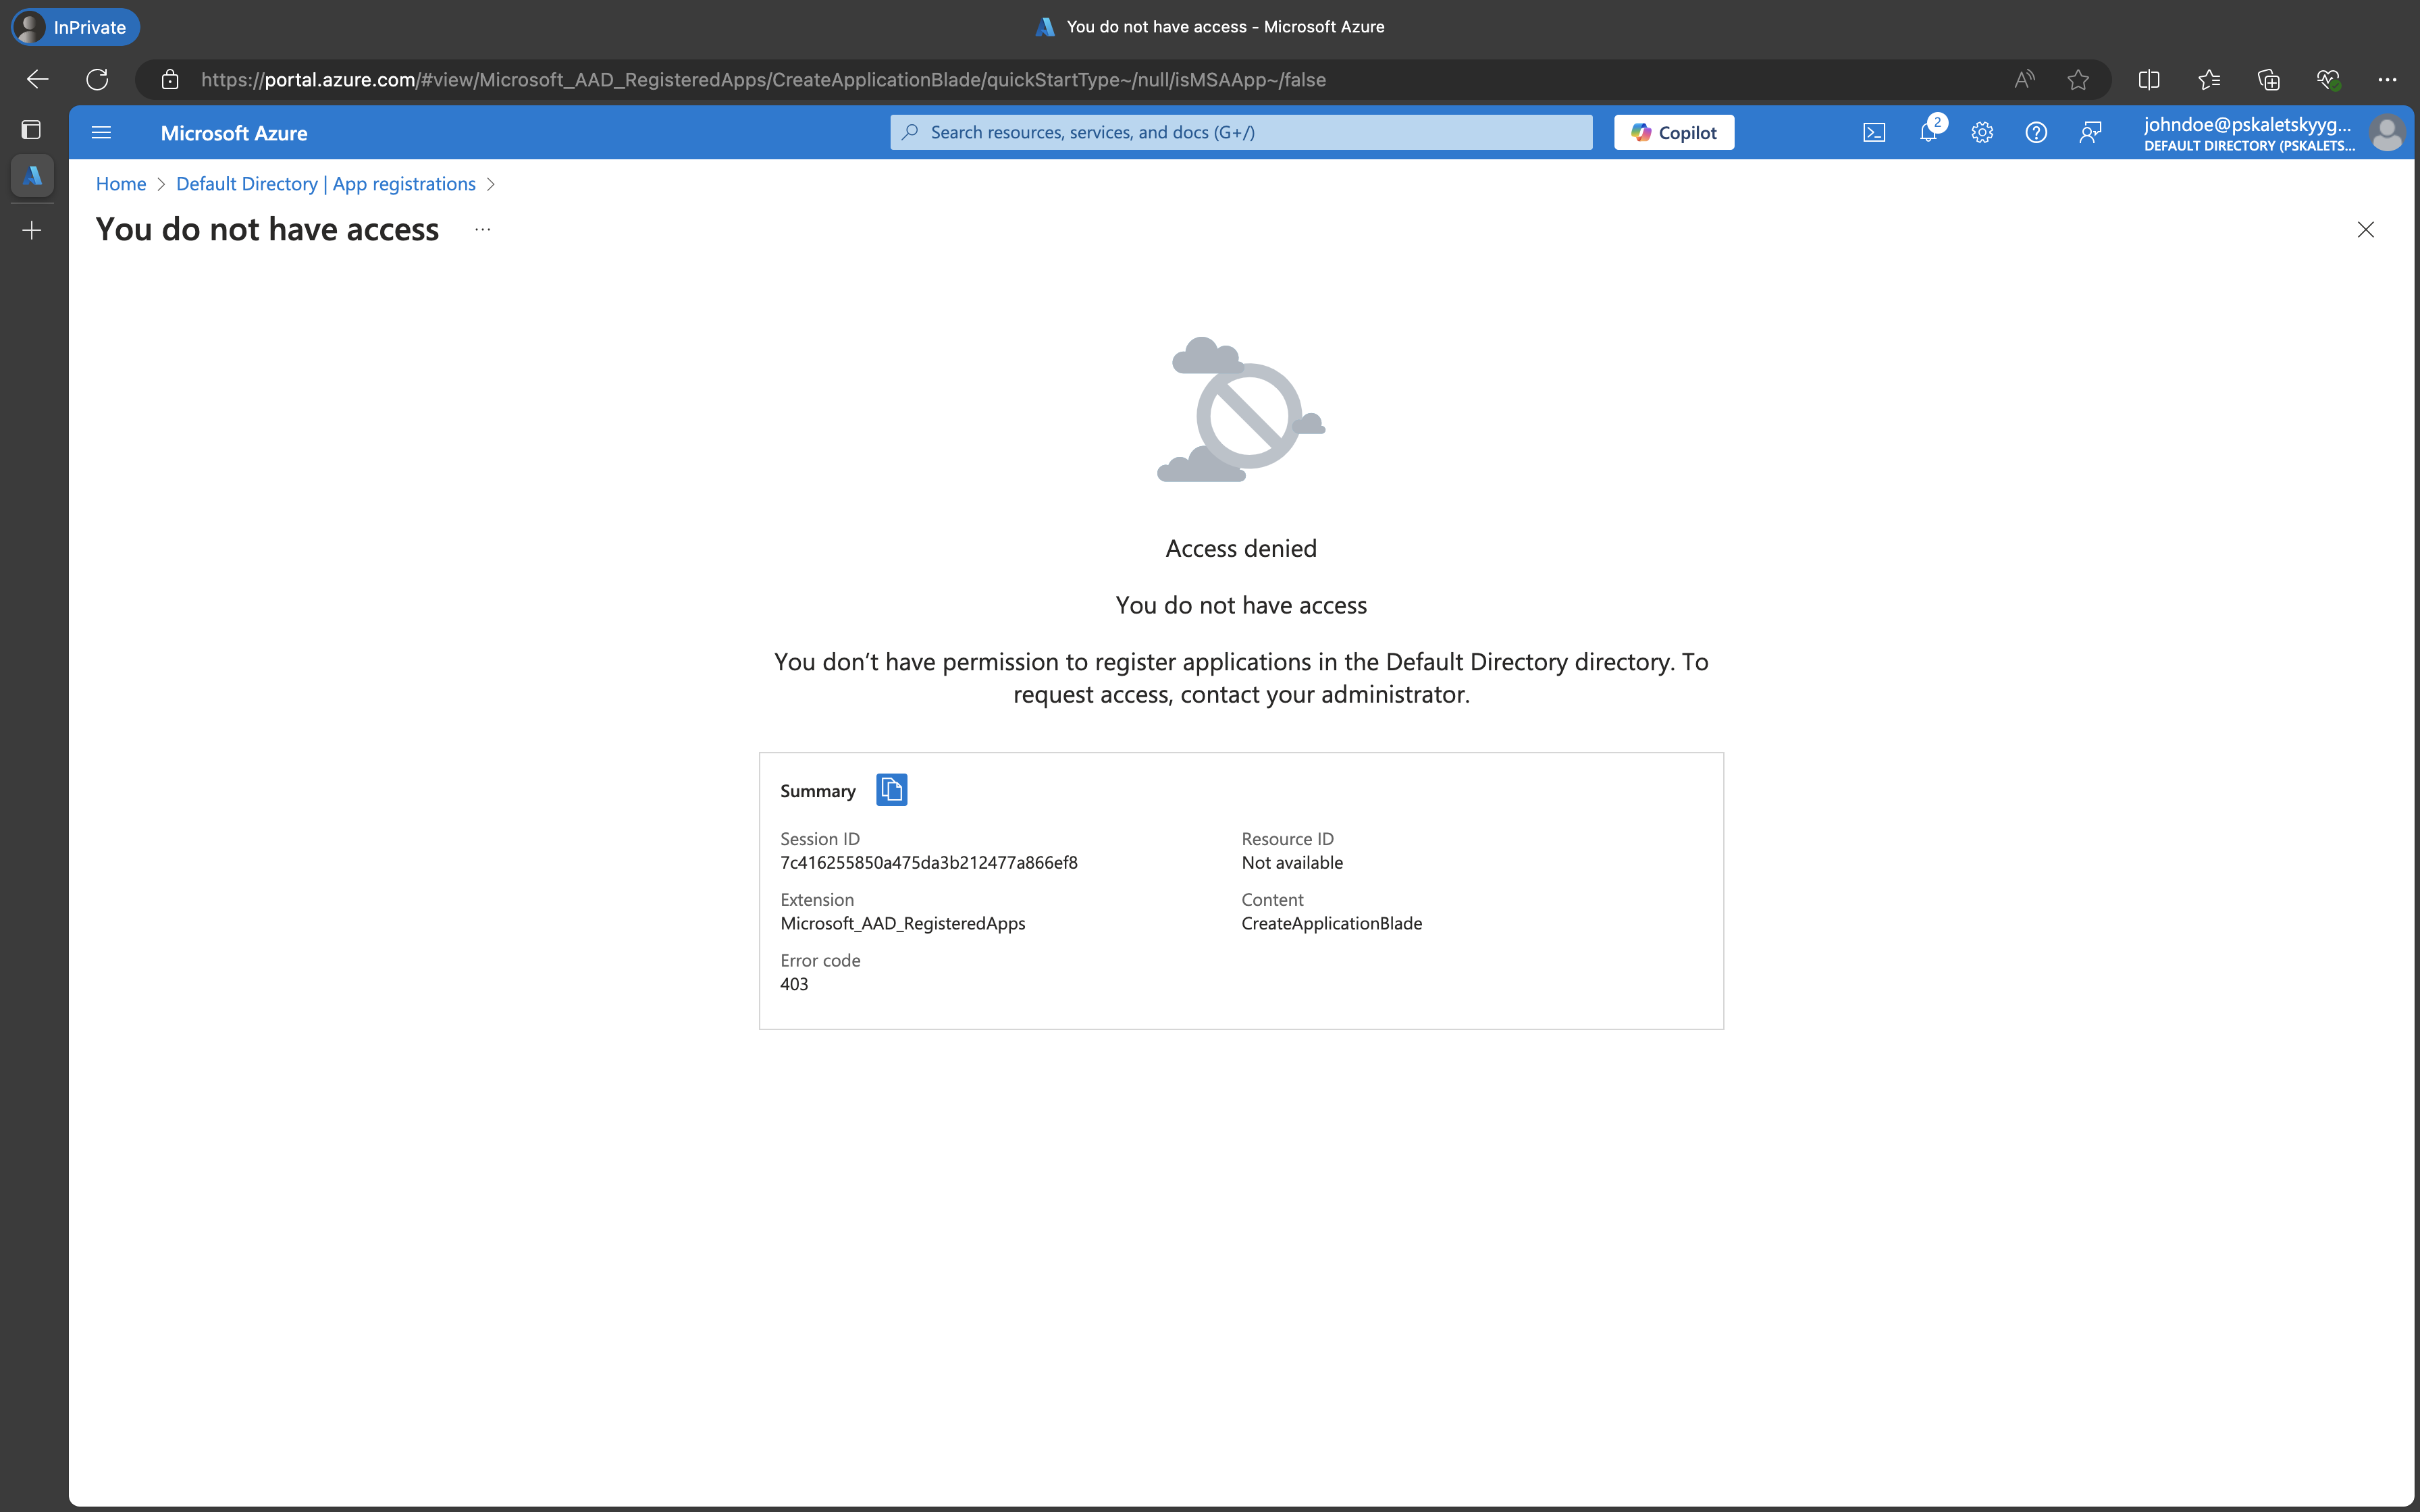 InPrivate
You do not have access - Microsoft Azure
https://portal.azure.com/#view/Microsoft_AAD_RegisteredApps/CreateApplicationBlade/quickStartType~/null/isMSAApp~/false
Microsoft Azure
Search resources, services, and docs (G+/)
Copilot
2
johndoe@pskaletskyyg...
DEFAULT DIRECTORY (PSKALETS...
Home > Default Directory | App registrations >
You do not have access ...
Access denied
You do not have access
You don’t have permission to register applications in the Default Directory directory. To
request access, contact your administrator.
Summary
Session ID
7c416255850a475da3b212477a866ef8
Resource ID
Not available
Extension
Microsoft_AAD_RegisteredApps
Content
CreateApplicationBlade
Error code
403